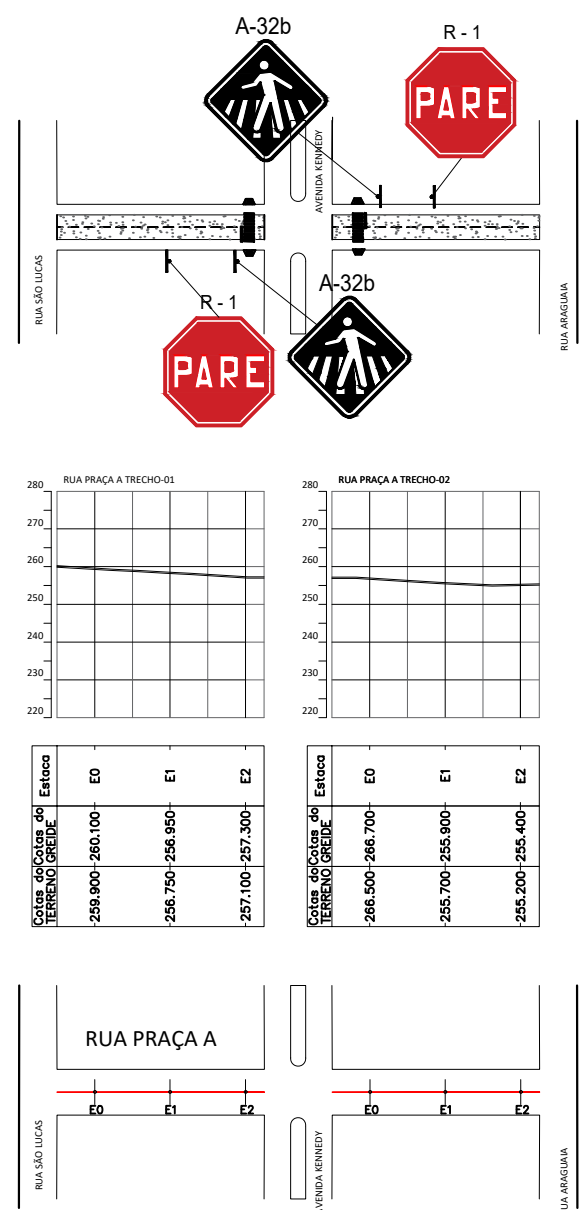 A-32b
R - 1
PARE
AVENIDA KENNEDY
RUA SÃO LUCAS
RUA ARAGUAIA
R - 1
A-32b
PARE
RUA PRAÇA A TRECHO-01
280
270
260
250
240
230
220
RUA PRAÇA A TRECHO-02
280
270
260
250
240
230
220
Estaca E0 E1 E2
Cotas do GREIDE 260.100 256.950 257.300
Cotas do TERRENO 259.900 256.750 257.100
Estaca E0 E1 E2
Cotas do GREIDE 266.700 255.900 255.400
Cotas do TERRENO 266.500 255.700 255.200
RUA PRAÇA A
E0 E1 E2
E0 E1 E2
RUA SÃO LUCAS
AVENIDA KENNEDY
RUA ARAGUAIA